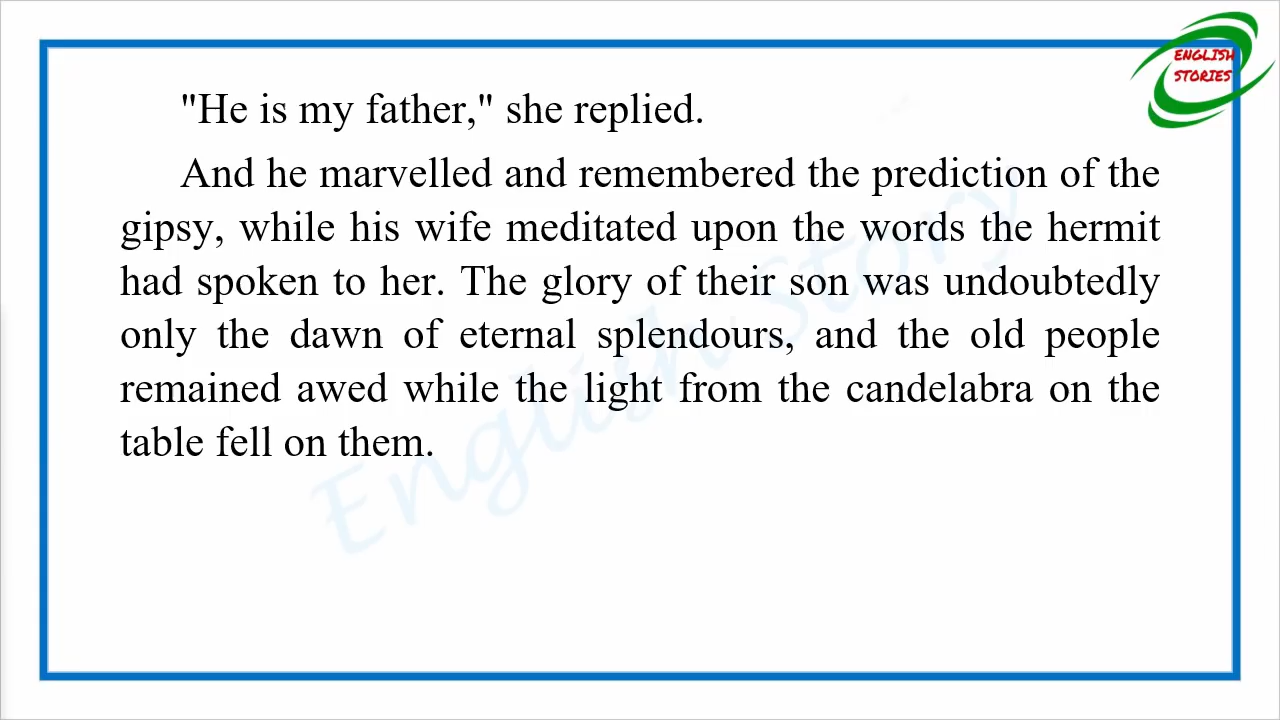 ENGLISH
STORIES
"He is my father," she replied.
And he marvelled and remembered the prediction of the
gipsy, while his wife meditated upon the words the hermit
had spoken to her. The glory of their son was undoubtedly
only the dawn of eternal splendours, and the old people
remained awed while the light from the candelabra on the
table fell on them.
English Story